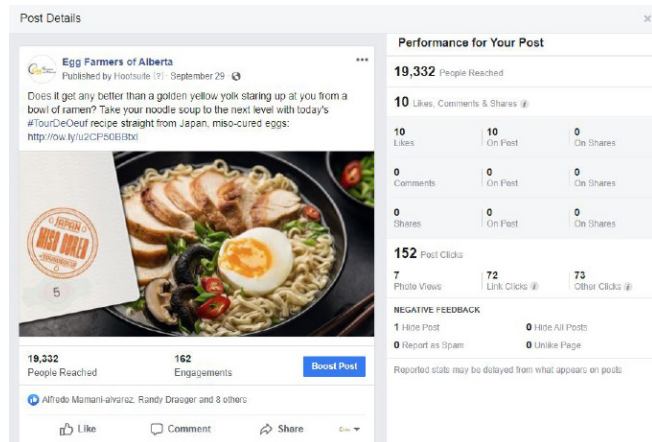 Post Details
Egg Farmers of Alberta
Published by Hootsuite [?] · September 29 ·
Does it get any better than a golden yellow yolk staring up at you from a
bowl of ramen? Take your noodle soup to the next level with today's
#TourDeOeuf recipe straight from Japan, miso-cured eggs:
http://ow.ly/u2CP50BBtxl
JAPAN
MISO CURED
5
19,332
People Reached
162
Engagements
Boost Post
Alfredo Mamani-alvarez, Randy Draeger and 8 others
Like Comment Share
Performance for Your Post
19,332 People Reached
10 Likes, Comments & Shares
10 10 0
Likes On Post On Shares
0 0 0
Comments On Post On Shares
0 0 0
Shares On Post On Shares
152 Post Clicks
7 72 73
Photo Views Link Clicks Other Clicks
NEGATIVE FEEDBACK
1 Hide Post 0 Hide All Posts
0 Report as Spam 0 Unlike Page
Reported stats may be delayed from what appears on posts